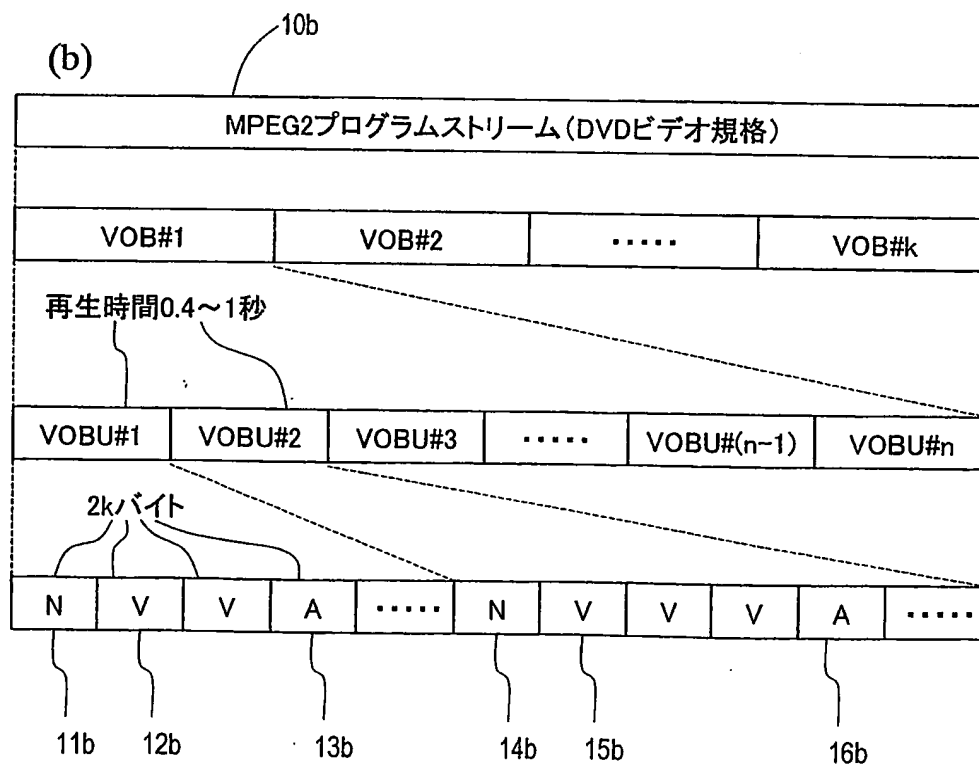 10b
(b)
MPEG2プログラムストリーム(DVDビデオ規格)
VOB#1 VOB#2 ・・・・・ VOB#k
再生時間0.4～1秒
VOBU#1 VOBU#2 VOBU#3 ・・・・・ VOBU#(n-1) VOBU#n
2kバイト
N V V A ・・・・・ N V V V A ・・・・・
11b 12b 13b 14b 15b 16b